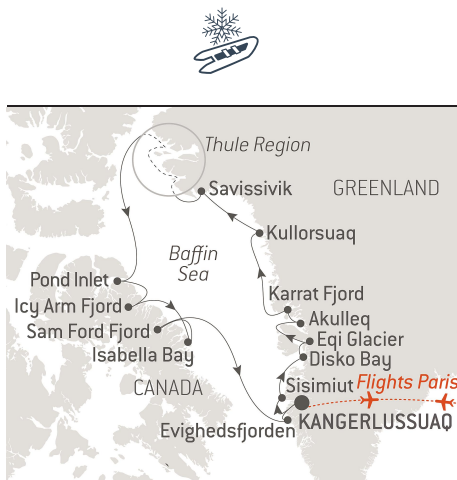 Thule Region
Savissivik
GREENLAND
Kullorsuaq
Baffin
Sea
Pond Inlet
Karrat Fjord
Icy Arm Fjord
Akulleq
Sam Ford Fjord
Eqi Glacier
Isabella Bay
Disko Bay
CANADA
Sisimiut
Flights Paris
KANGERLUSSUAQ
Evighedsfjorden